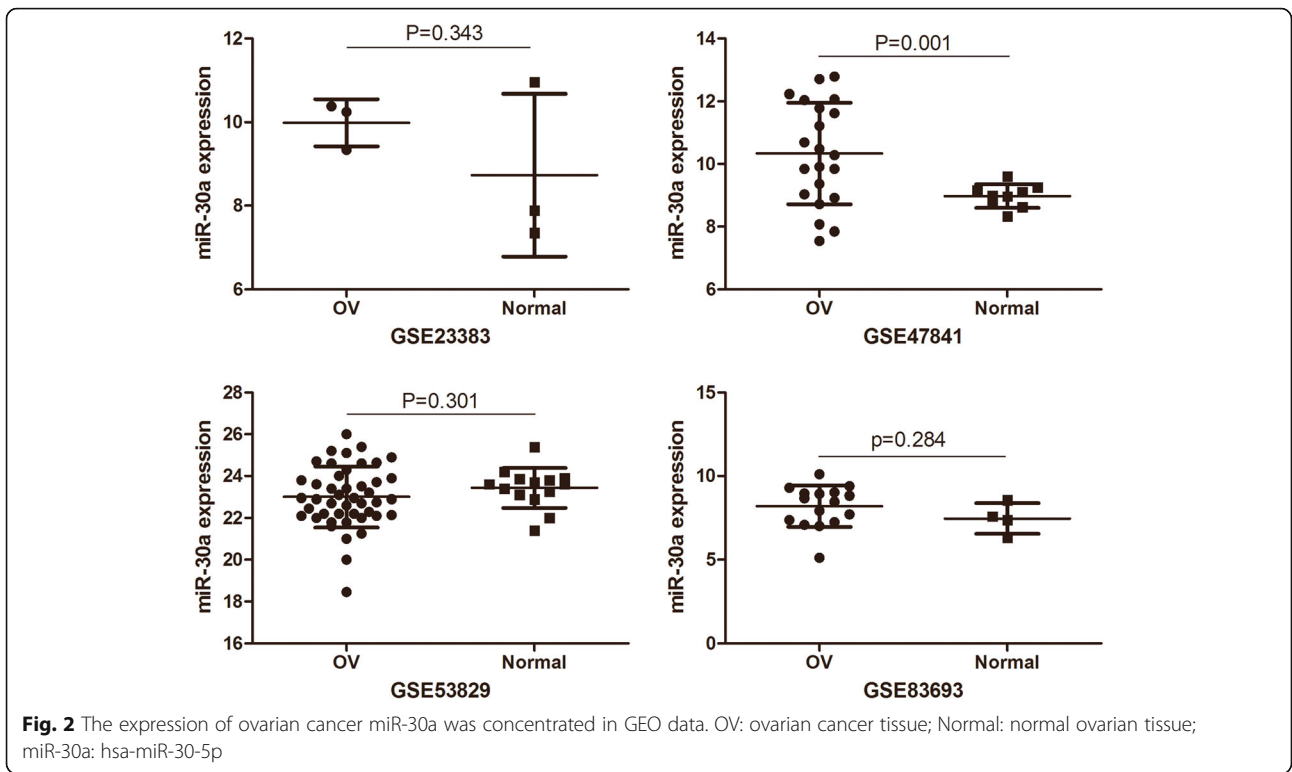 P=0.343
12
10
8
6
miR-30a expression
OV
Normal
GSE23383
P=0.001
14
12
10
8
6
miR-30a expression
OV
Normal
GSE47841
P=0.301
28
26
24
22
20
18
16
miR-30a expression
OV
Normal
GSE53829
p=0.284
15
10
5
0
miR-30a expression
OV
Normal
GSE83693
Fig. 2 The expression of ovarian cancer miR-30a was concentrated in GEO data. OV: ovarian cancer tissue; Normal: normal ovarian tissue;
miR-30a: hsa-miR-30-5p